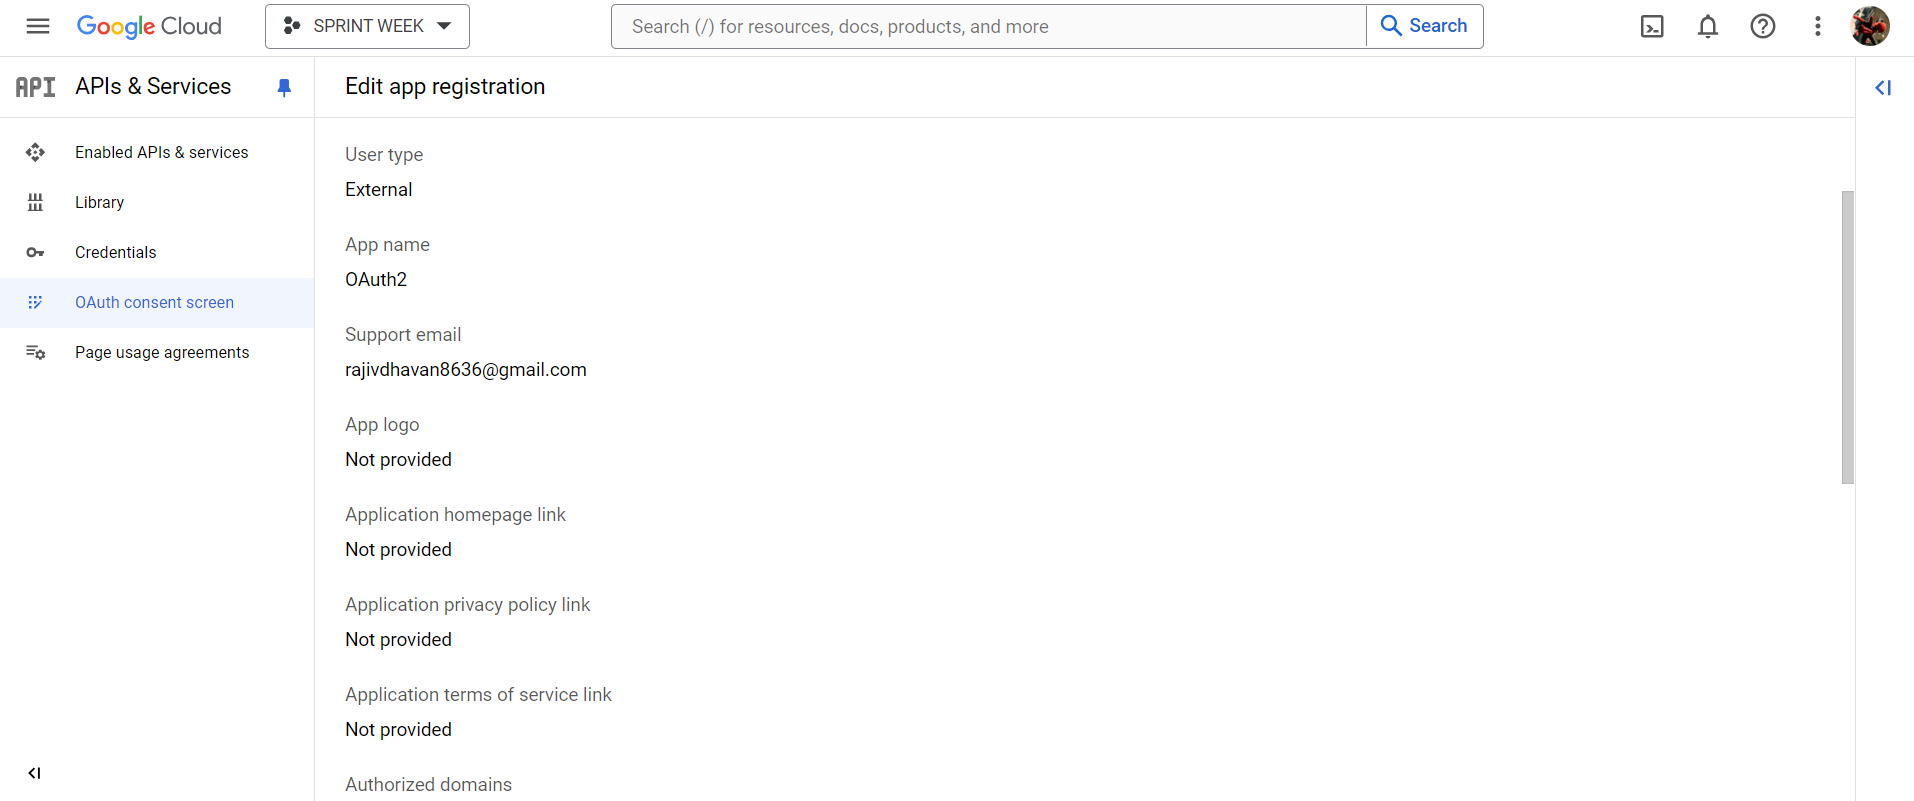 Google Cloud
SPRINT WEEK
Search (/) for resources, docs, products, and more
Search
API
APIs & Services
Edit app registration
Enabled APIs & services
Library
Credentials
OAuth consent screen
Page usage agreements
User type
External
App name
OAuth2
Support email
rajivdhavan8636@gmail.com
App logo
Not provided
Application homepage link
Not provided
Application privacy policy link
Not provided
Application terms of service link
Not provided
Authorized domains